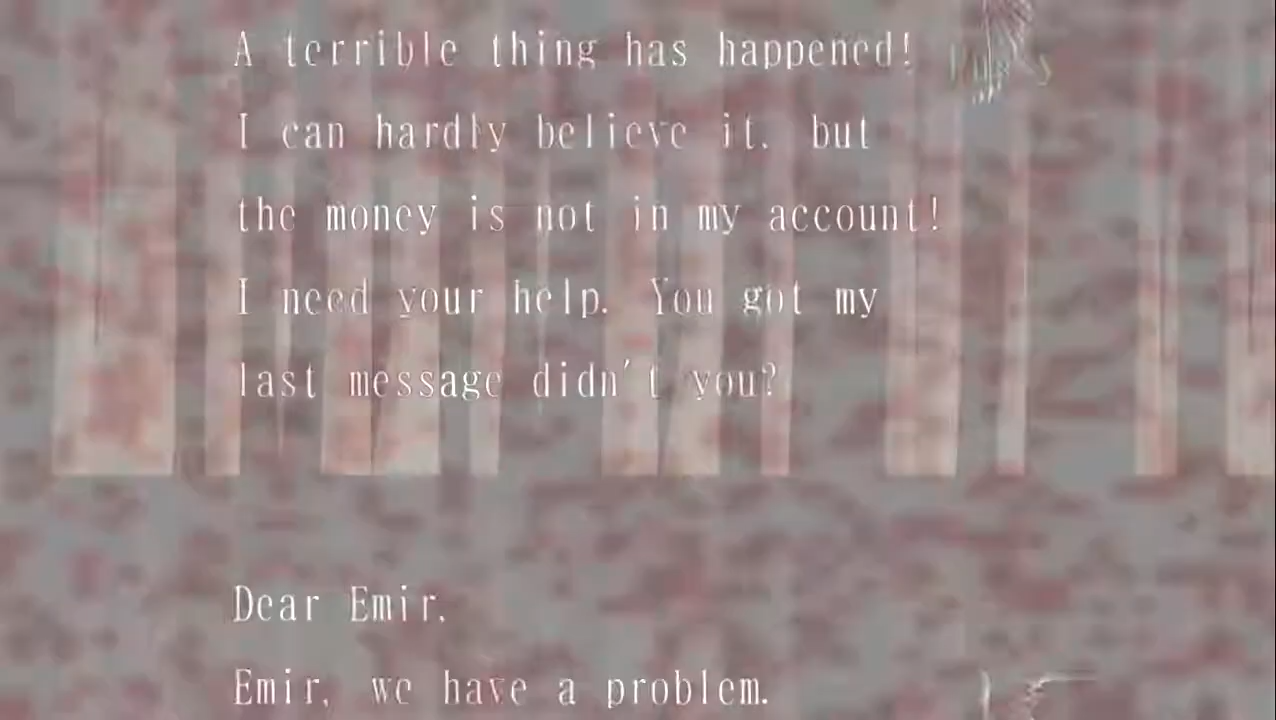 A terrible thing has happened!
I can hardly believe it, but
the money is not in my account!
I need your help. You got my
last message didn't you?
Dear Emir,
Emir, we have a problem.